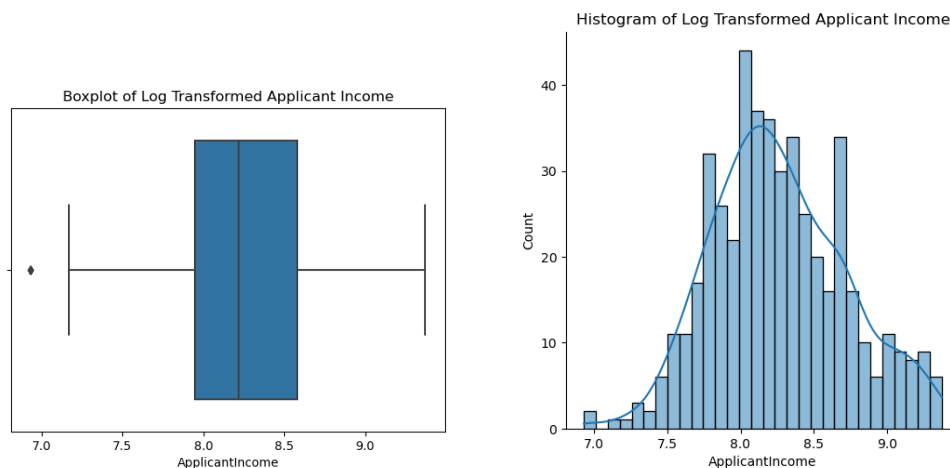 Boxplot of Log Transformed Applicant Income
7.0 7.5 8.0 8.5 9.0
ApplicantIncome
Histogram of Log Transformed Applicant Income
40
30
20
10
0
Count
7.0 7.5 8.0 8.5 9.0
ApplicantIncome